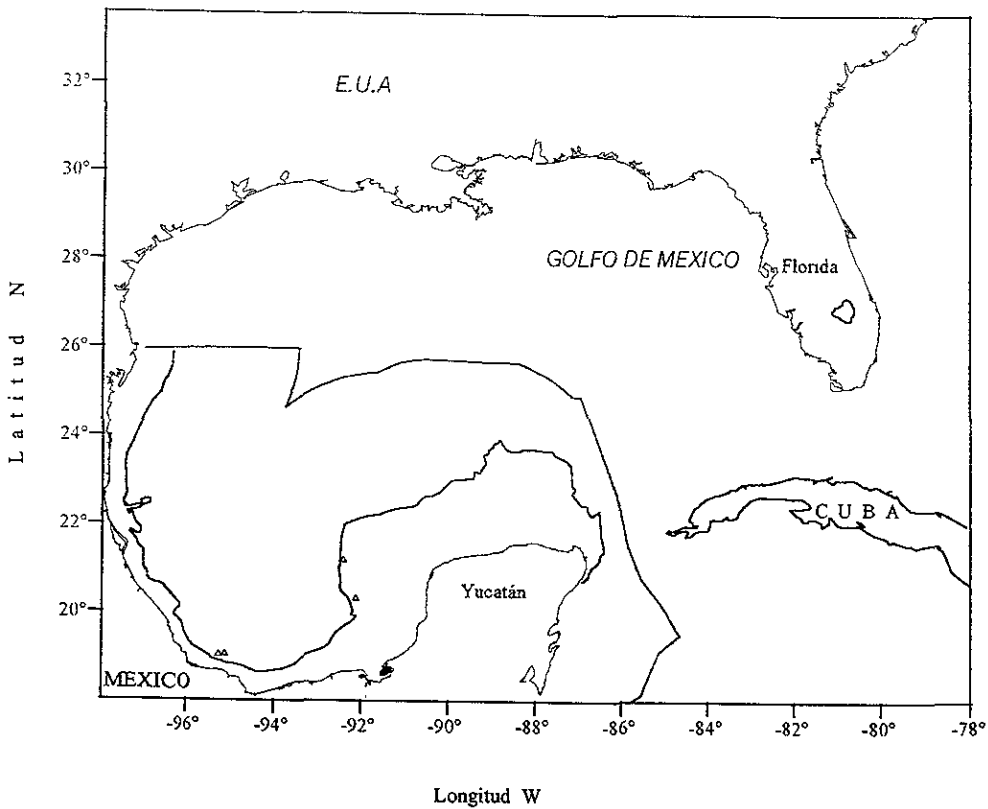 32°
E.U.A
30°
28°
GOLFO DE MEXICO
Florida
26°
24°
22°
C U B A
20°
Yucatán
MEXICO
-96°
-94°
-92°
-90°
-88°
-86°
-84°
-82°
-80°
-78°
Latitud N
Longitud W